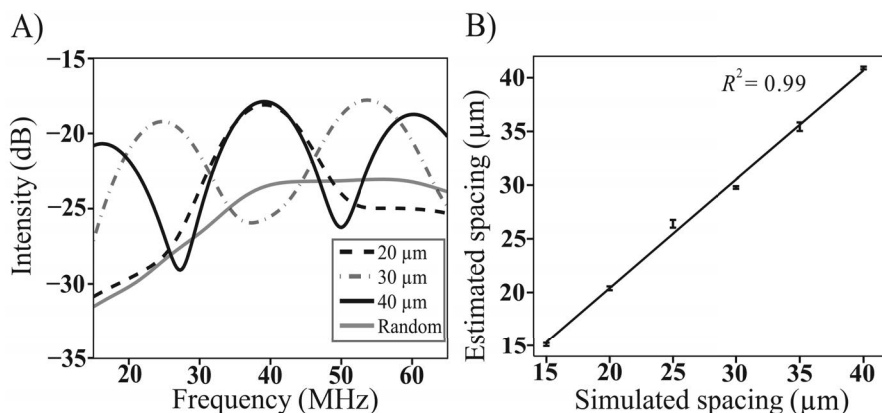 A)
−15
−20
−25
−30
−35
Intensity (dB)
20 30 40 50 60
Frequency (MHz)
20 µm
30 µm
40 µm
Random
B)
40
35
30
25
20
15
Estimated spacing (µm)
R² = 0.99
15 20 25 30 35 40
Simulated spacing (µm)